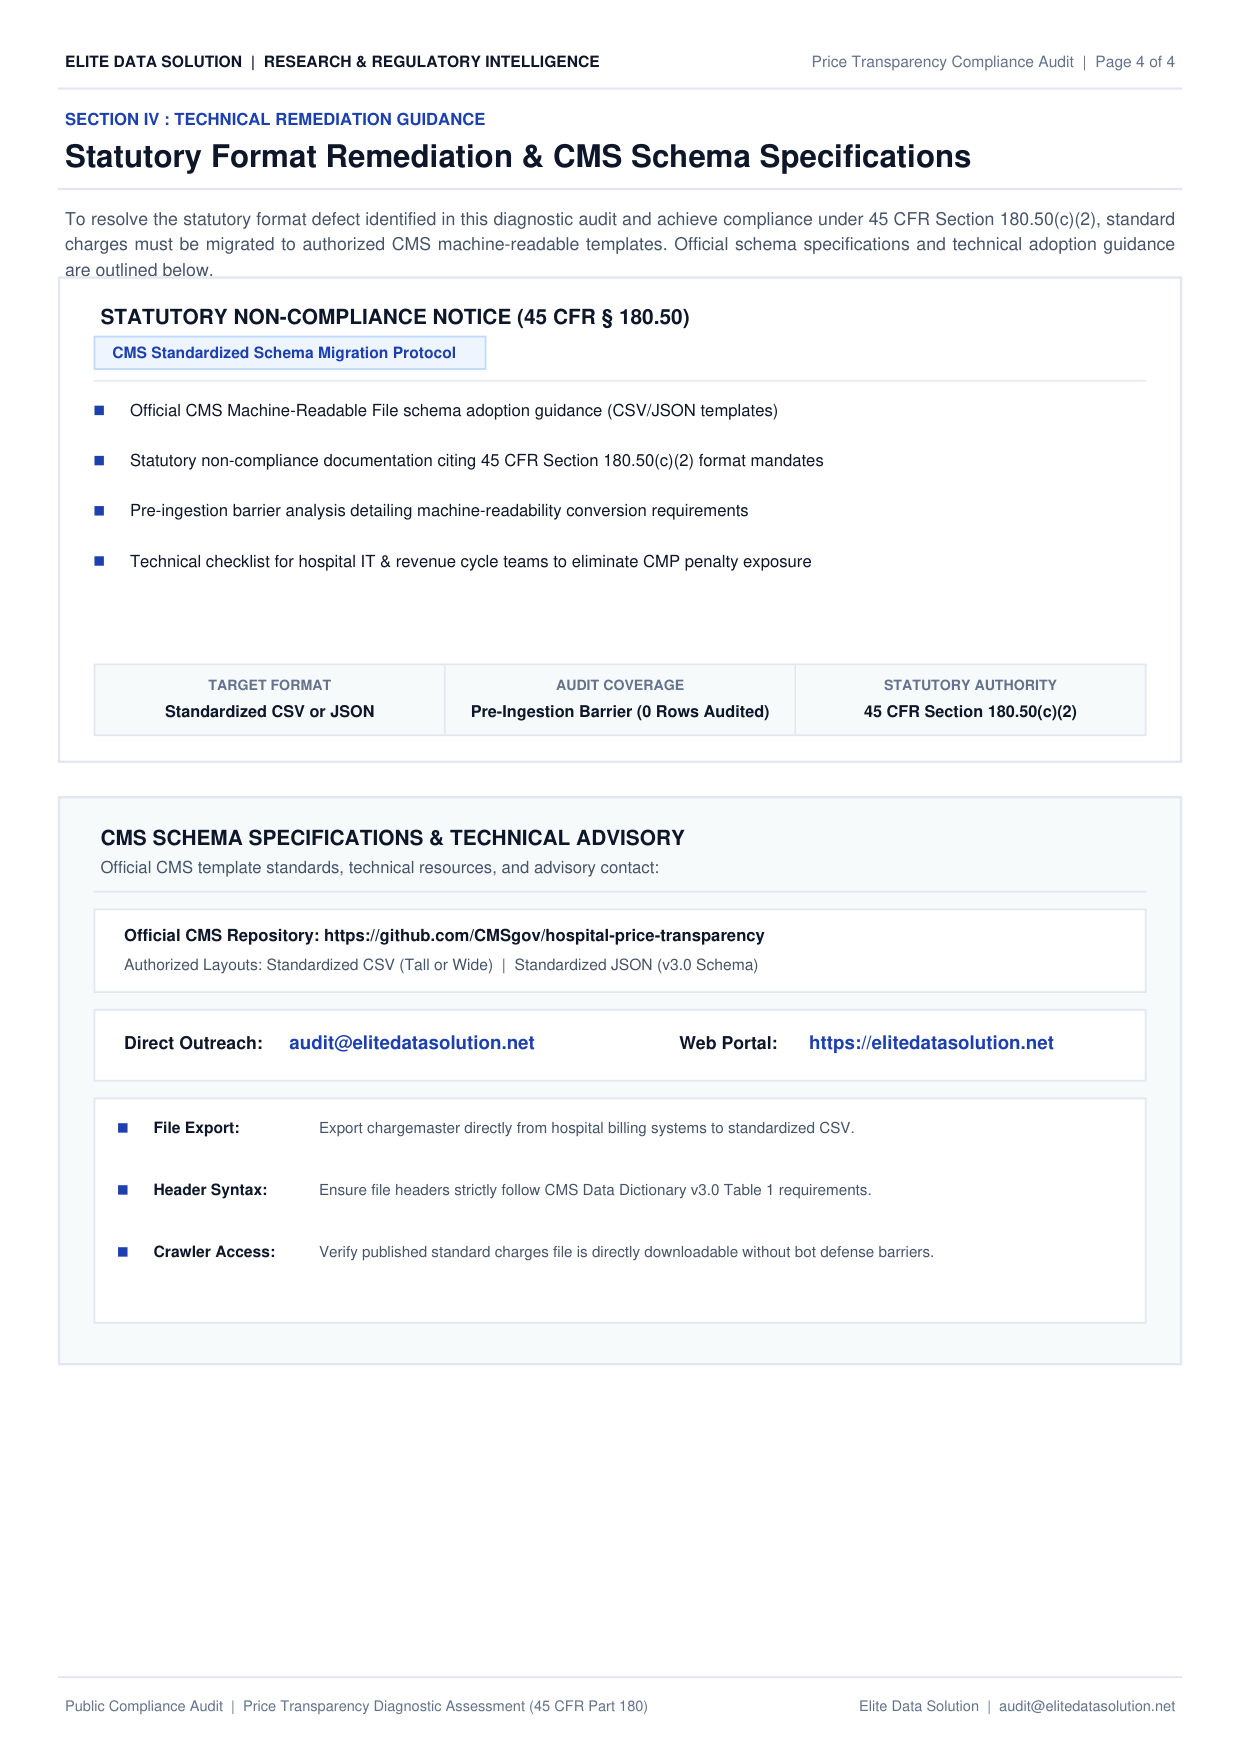 ELITE DATA SOLUTION | RESEARCH & REGULATORY INTELLIGENCE
Price Transparency Compliance Audit | Page 4 of 4
SECTION IV : TECHNICAL REMEDIATION GUIDANCE
Statutory Format Remediation & CMS Schema Specifications
To resolve the statutory format defect identified in this diagnostic audit and achieve compliance under 45 CFR Section 180.50(c)(2), standard
charges must be migrated to authorized CMS machine-readable templates. Official schema specifications and technical adoption guidance
are outlined below.
STATUTORY NON-COMPLIANCE NOTICE (45 CFR § 180.50)
CMS Standardized Schema Migration Protocol
Official CMS Machine-Readable File schema adoption guidance (CSV/JSON templates)
Statutory non-compliance documentation citing 45 CFR Section 180.50(c)(2) format mandates
Pre-ingestion barrier analysis detailing machine-readability conversion requirements
Technical checklist for hospital IT & revenue cycle teams to eliminate CMP penalty exposure
TARGET FORMAT
Standardized CSV or JSON
AUDIT COVERAGE
Pre-Ingestion Barrier (0 Rows Audited)
STATUTORY AUTHORITY
45 CFR Section 180.50(c)(2)
CMS SCHEMA SPECIFICATIONS & TECHNICAL ADVISORY
Official CMS template standards, technical resources, and advisory contact:
Official CMS Repository: https://github.com/CMSgov/hospital-price-transparency
Authorized Layouts: Standardized CSV (Tall or Wide) | Standardized JSON (v3.0 Schema)
Direct Outreach: audit@elitedatasolution.net Web Portal: https://elitedatasolution.net
File Export: Export chargemaster directly from hospital billing systems to standardized CSV.
Header Syntax: Ensure file headers strictly follow CMS Data Dictionary v3.0 Table 1 requirements.
Crawler Access: Verify published standard charges file is directly downloadable without bot defense barriers.
Public Compliance Audit | Price Transparency Diagnostic Assessment (45 CFR Part 180)
Elite Data Solution | audit@elitedatasolution.net